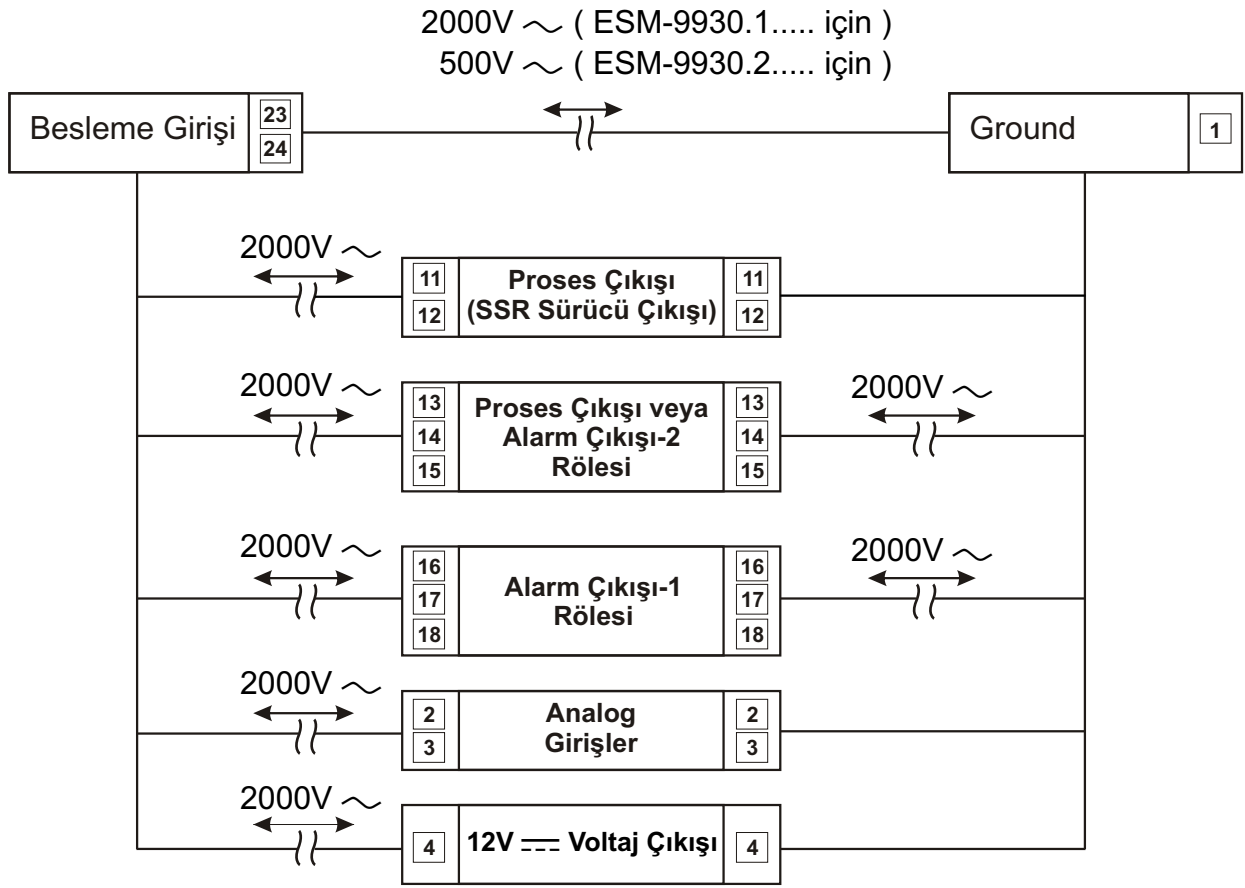 2000V ～ ( ESM-9930.1..... için )
500V ～ ( ESM-9930.2..... için )
Besleme Girişi 23 24
Ground 1
2000V ～
11 12 Proses Çıkışı 11 12
(SSR Sürücü Çıkışı)
2000V ～
2000V ～
13 14 15 Proses Çıkışı veya 13 14 15
Alarm Çıkışı-2
Rölesi
2000V ～
2000V ～
16 17 18 Alarm Çıkışı-1 16 17 18
Rölesi
2000V ～
2 3 Analog 2 3
Girişler
2000V ～
4 12V ⎓ Voltaj Çıkışı 4